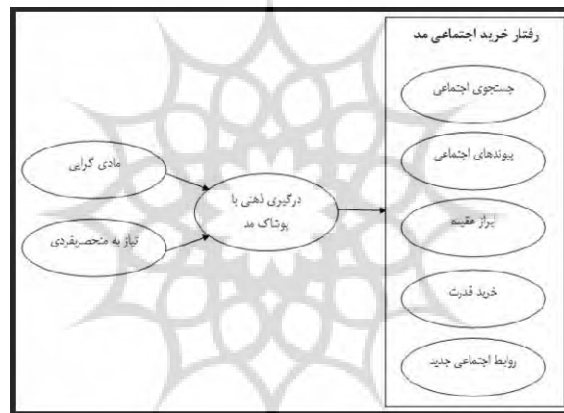 رفتار خرید اجتماعی مد
جستجوی اجتماعی
پیوندهای اجتماعی
مادی گرایی
درگیری ذهنی با
پوشاک مد
ابراز عقیده
نیاز به منحصربفردی
خرید قدرت
روابط اجتماعی جدید